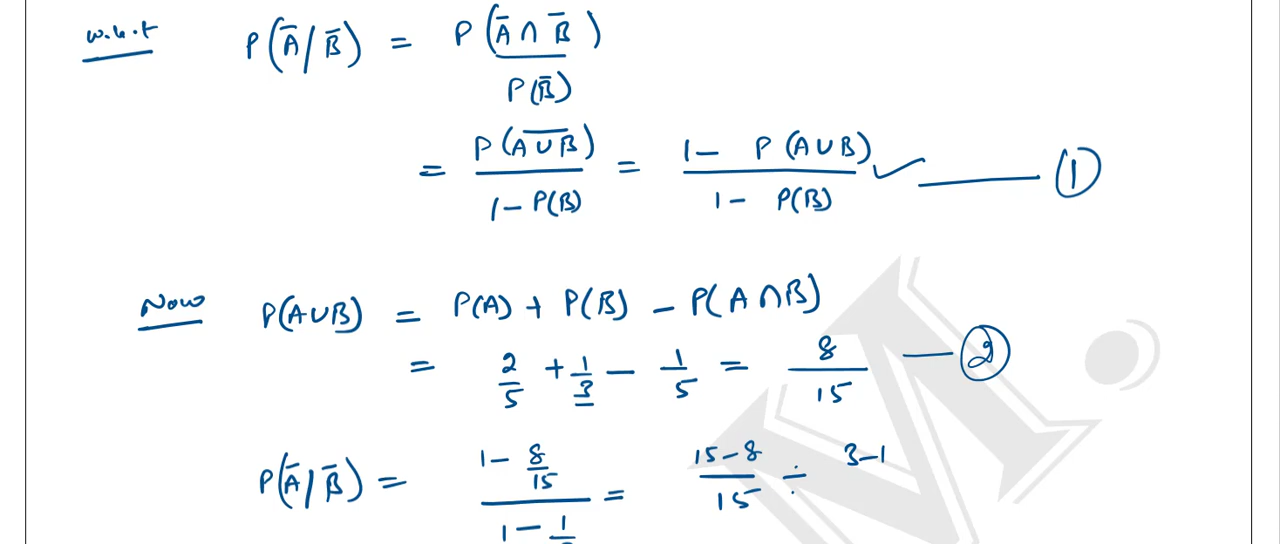 w.k.t P(Ā/B̄) = P(Ā ∩ B̄) / P(B̄)
= P(A̅ ̅∪̅ ̅B̅) / 1 - P(B) = 1 - P(A∪B) / 1 - P(B) ✓ —— ①
Now P(A∪B) = P(A) + P(B) - P(A∩B)
= 2/5 + 1/3 - 1/5 = 8/15 — ②
P(Ā/B̄) = 1 - 8/15 / 1 - 1/ = 15-8 / 15 ÷ 3-1